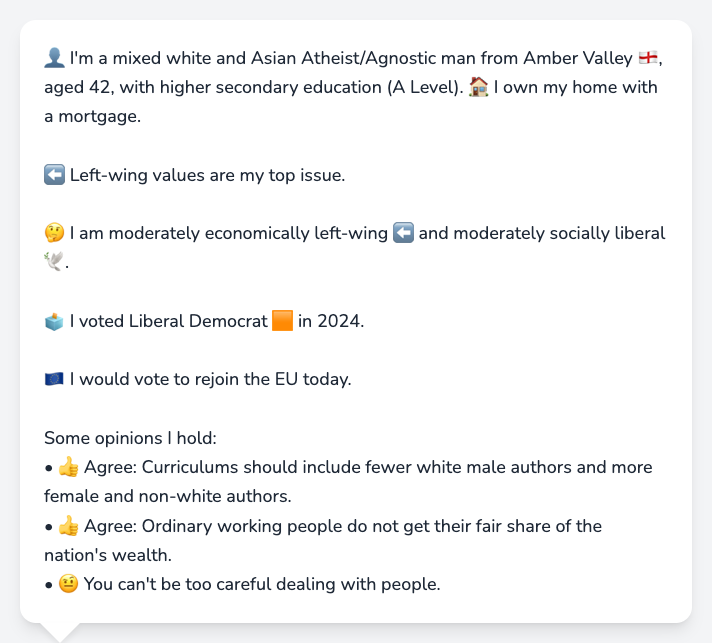 👤 I'm a mixed white and Asian Atheist/Agnostic man from Amber Valley 🏴󠁧󠁢󠁥󠁮󠁧󠁿,
aged 42, with higher secondary education (A Level). 🏠 I own my home with
a mortgage.
⬅️ Left-wing values are my top issue.
🤔 I am moderately economically left-wing ⬅️ and moderately socially liberal
🕊️.
🗳️ I voted Liberal Democrat 🟧 in 2024.
🇪🇺 I would vote to rejoin the EU today.
Some opinions I hold:
• 👍 Agree: Curriculums should include fewer white male authors and more
female and non-white authors.
• 👍 Agree: Ordinary working people do not get their fair share of the
nation's wealth.
• 🤨 You can't be too careful dealing with people.